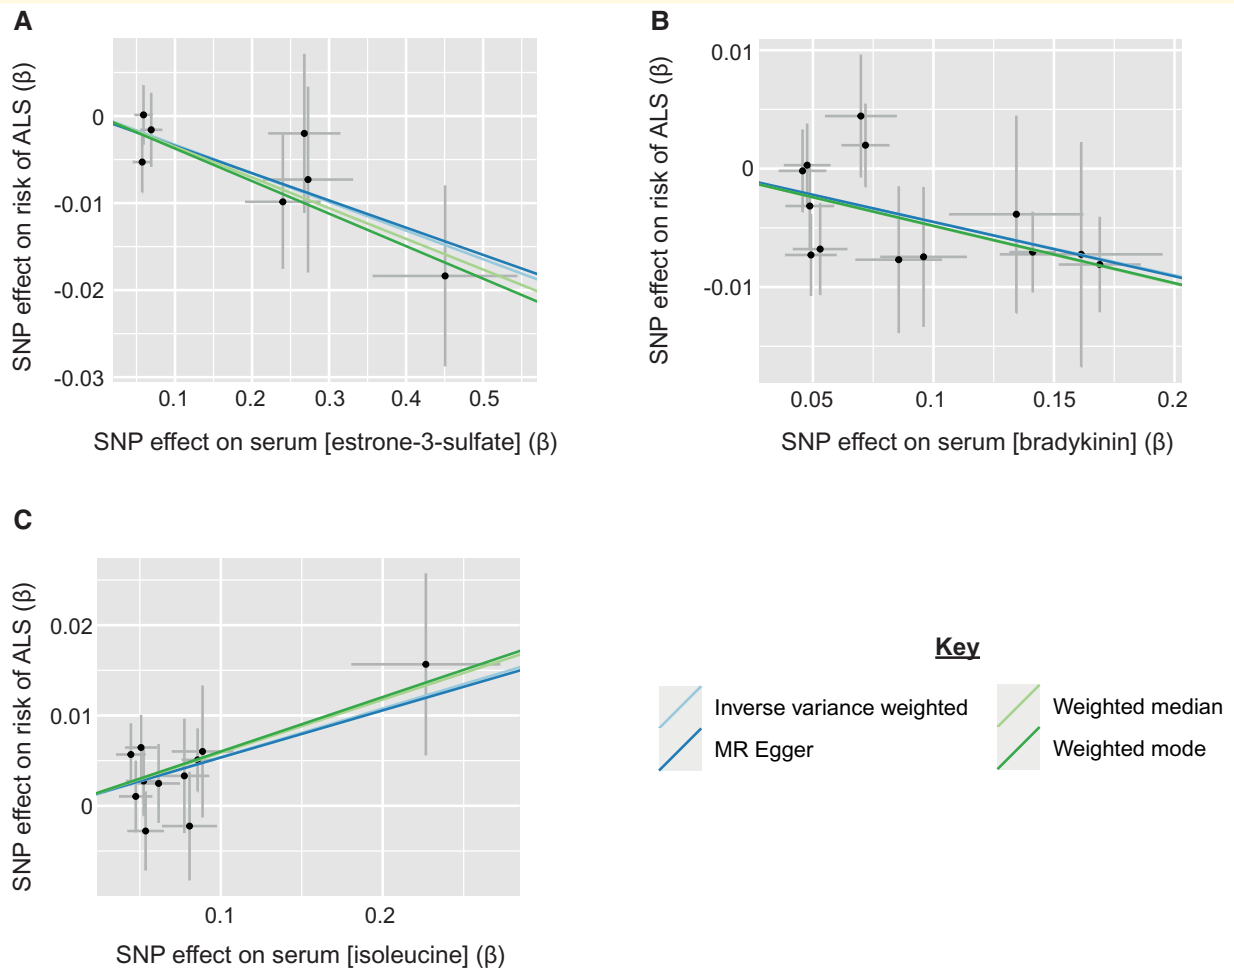 A
SNP effect on risk of ALS (β)
0
-0.01
-0.02
-0.03
0.1 0.2 0.3 0.4 0.5
SNP effect on serum [estrone-3-sulfate] (β)
B
SNP effect on risk of ALS (β)
0.01
0
-0.01
0.05 0.1 0.15 0.2
SNP effect on serum [bradykinin] (β)
C
SNP effect on risk of ALS (β)
0.02
0.01
0
0.1 0.2
SNP effect on serum [isoleucine] (β)
Key
Inverse variance weighted
MR Egger
Weighted median
Weighted mode